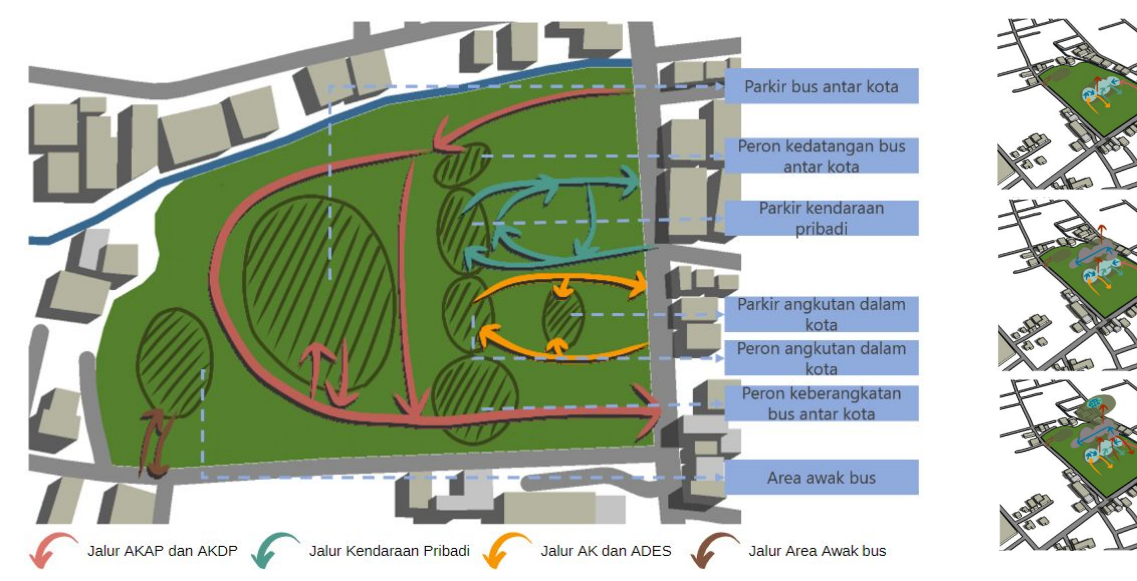 Parkir bus antar kota
Peron kedatangan bus
antar kota
Parkir kendaraan
pribadi
Parkir angkutan dalam
kota
Peron angkutan dalam
kota
Peron keberangkatan
bus antar kota
Area awak bus
Jalur AKAP dan AKDP
Jalur Kendaraan Pribadi
Jalur AK dan ADES
Jalur Area Awak bus